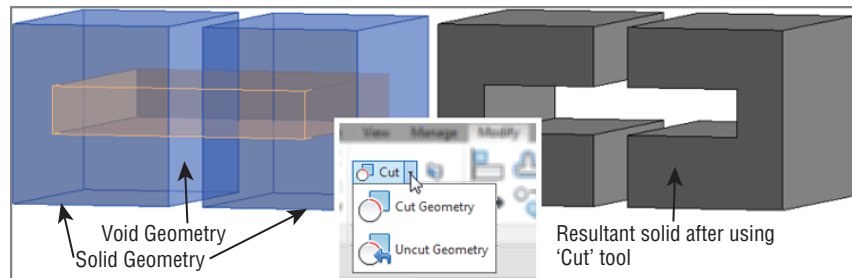 Void Geometry
Solid Geometry
View Manage Modify
Cut
Cut Geometry
Uncut Geometry
Resultant solid after using
‘Cut’ tool